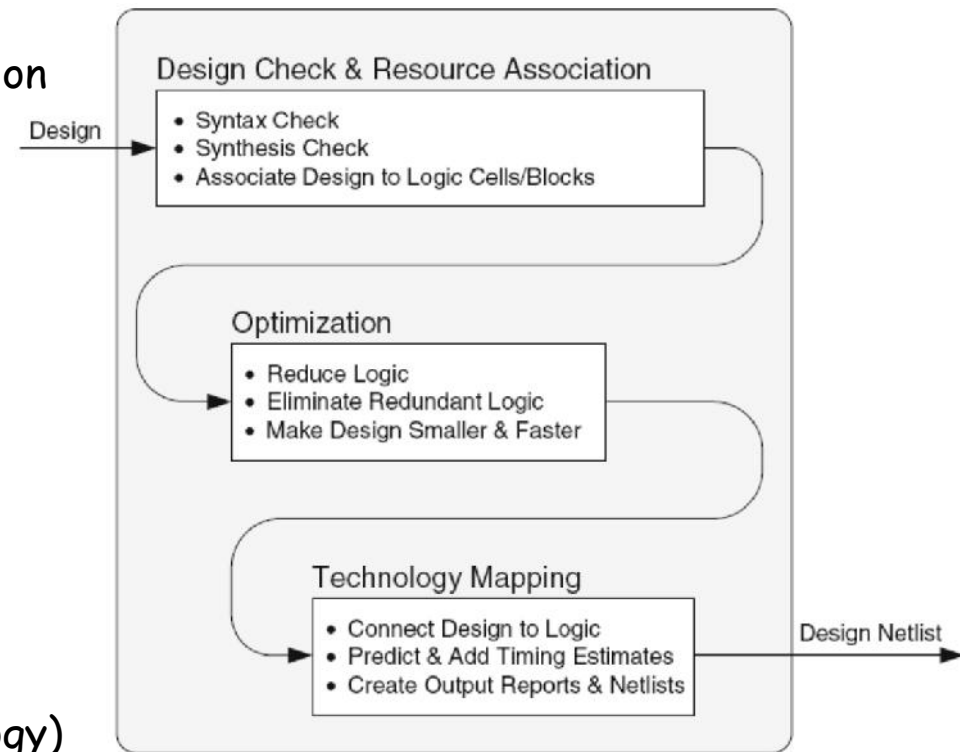 on
Design Check & Resource Association
Design
• Syntax Check
• Synthesis Check
• Associate Design to Logic Cells/Blocks
Optimization
• Reduce Logic
• Eliminate Redundant Logic
• Make Design Smaller & Faster
Technology Mapping
• Connect Design to Logic
• Predict & Add Timing Estimates
• Create Output Reports & Netlists
Design Netlist
ogy)